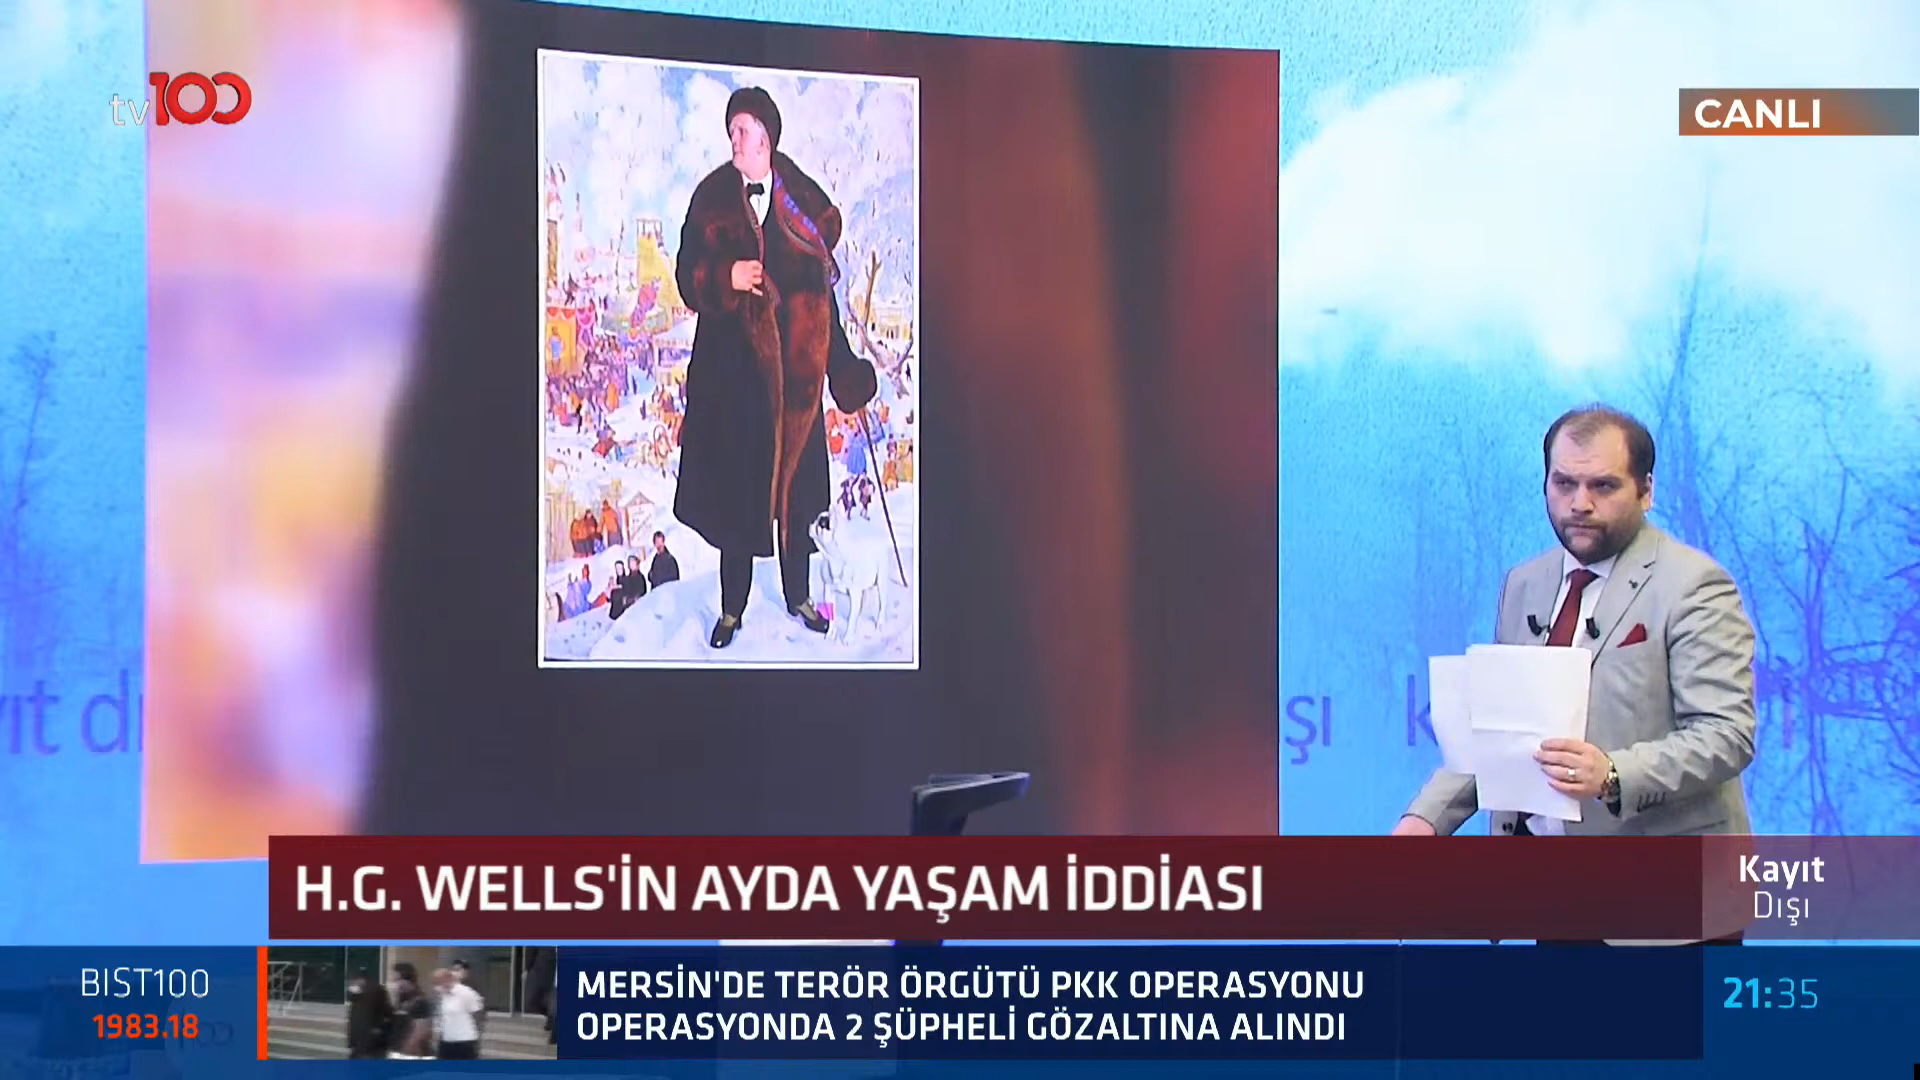 tv100
CANLI
şı
H.G. WELLS'İN AYDA YAŞAM İDDİASI
Kayıt
Dışı
BIST100
1983.18
MERSİN'DE TERÖR ÖRGÜTÜ PKK OPERASYONU
OPERASYONDA 2 ŞÜPHELİ GÖZALTINA ALINDI
21:35